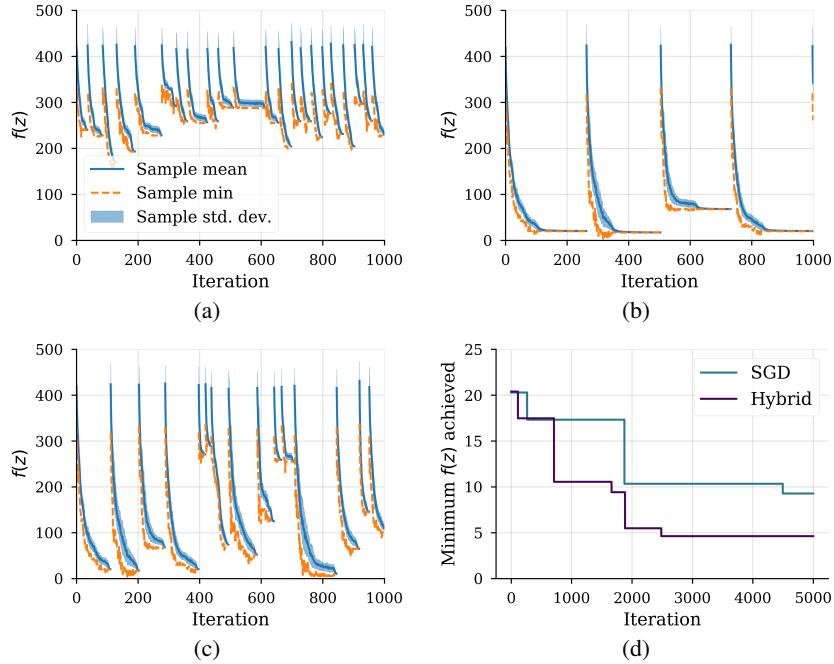 500
400
300
200
100
0
f(z)
Sample mean
Sample min
Sample std. dev.
0 200 400 600 800 1000
Iteration
(a)
500
400
300
200
100
0
f(z)
0 200 400 600 800 1000
Iteration
(b)
500
400
300
200
100
0
f(z)
0 200 400 600 800 1000
Iteration
(c)
25
20
15
10
5
0
Minimum f(z) achieved
SGD
Hybrid
0 1000 2000 3000 4000 5000
Iteration
(d)